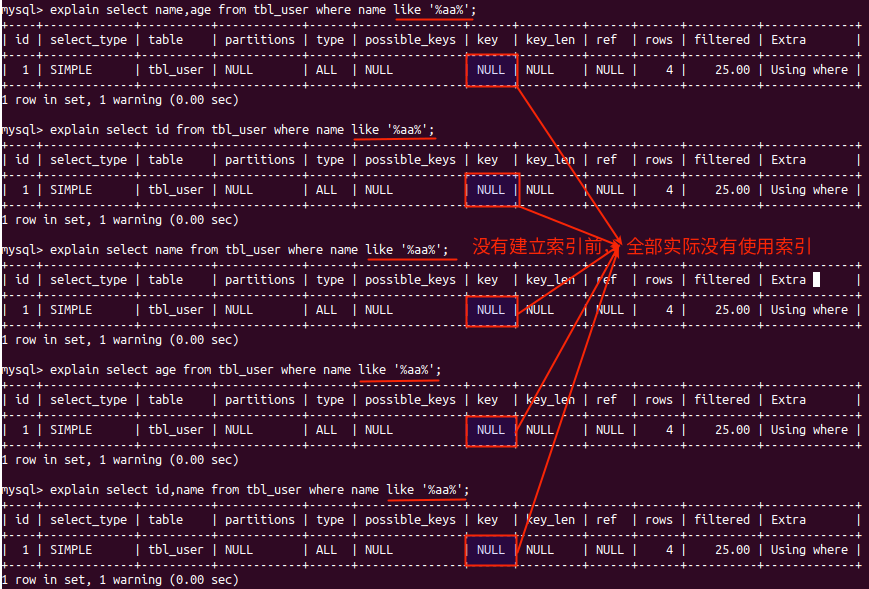 mysql> explain select name,age from tbl_user where name like '%aa%';
+----+-------------+----------+------------+------+---------------+------+---------+------+------+----------+-------------+
| id | select_type | table    | partitions | type | possible_keys | key  | key_len | ref  | rows | filtered | Extra       |
+----+-------------+----------+------------+------+---------------+------+---------+------+------+----------+-------------+
|  1 | SIMPLE      | tbl_user | NULL       | ALL  | NULL          | NULL | NULL    | NULL |    4 |    25.00 | Using where |
+----+-------------+----------+------------+------+---------------+------+---------+------+------+----------+-------------+
1 row in set, 1 warning (0.00 sec)
mysql> explain select id from tbl_user where name like '%aa%';
+----+-------------+----------+------------+------+---------------+------+---------+------+------+----------+-------------+
| id | select_type | table    | partitions | type | possible_keys | key  | key_len | ref  | rows | filtered | Extra       |
+----+-------------+----------+------------+------+---------------+------+---------+------+------+----------+-------------+
|  1 | SIMPLE      | tbl_user | NULL       | ALL  | NULL          | NULL | NULL    | NULL |    4 |    25.00 | Using where |
+----+-------------+----------+------------+------+---------------+------+---------+------+------+----------+-------------+
1 row in set, 1 warning (0.00 sec)
mysql> explain select name from tbl_user where name like '%aa%';
没有建立索引前,全部实际没有使用索引
+----+-------------+----------+------------+------+---------------+------+---------+------+------+----------+-------------+
| id | select_type | table    | partitions | type | possible_keys | key  | key_len | ref  | rows | filtered | Extra       |
+----+-------------+----------+------------+------+---------------+------+---------+------+------+----------+-------------+
|  1 | SIMPLE      | tbl_user | NULL       | ALL  | NULL          | NULL | NULL    | NULL |    4 |    25.00 | Using where |
+----+-------------+----------+------------+------+---------------+------+---------+------+------+----------+-------------+
1 row in set, 1 warning (0.00 sec)
mysql> explain select age from tbl_user where name like '%aa%';
+----+-------------+----------+------------+------+---------------+------+---------+------+------+----------+-------------+
| id | select_type | table    | partitions | type | possible_keys | key  | key_len | ref  | rows | filtered | Extra       |
+----+-------------+----------+------------+------+---------------+------+---------+------+------+----------+-------------+
|  1 | SIMPLE      | tbl_user | NULL       | ALL  | NULL          | NULL | NULL    | NULL |    4 |    25.00 | Using where |
+----+-------------+----------+------------+------+---------------+------+---------+------+------+----------+-------------+
1 row in set, 1 warning (0.00 sec)
mysql> explain select id,name from tbl_user where name like '%aa%';
+----+-------------+----------+------------+------+---------------+------+---------+------+------+----------+-------------+
| id | select_type | table    | partitions | type | possible_keys | key  | key_len | ref  | rows | filtered | Extra       |
+----+-------------+----------+------------+------+---------------+------+---------+------+------+----------+-------------+
|  1 | SIMPLE      | tbl_user | NULL       | ALL  | NULL          | NULL | NULL    | NULL |    4 |    25.00 | Using where |
+----+-------------+----------+------------+------+---------------+------+---------+------+------+----------+-------------+
1 row in set, 1 warning (0.00 sec)